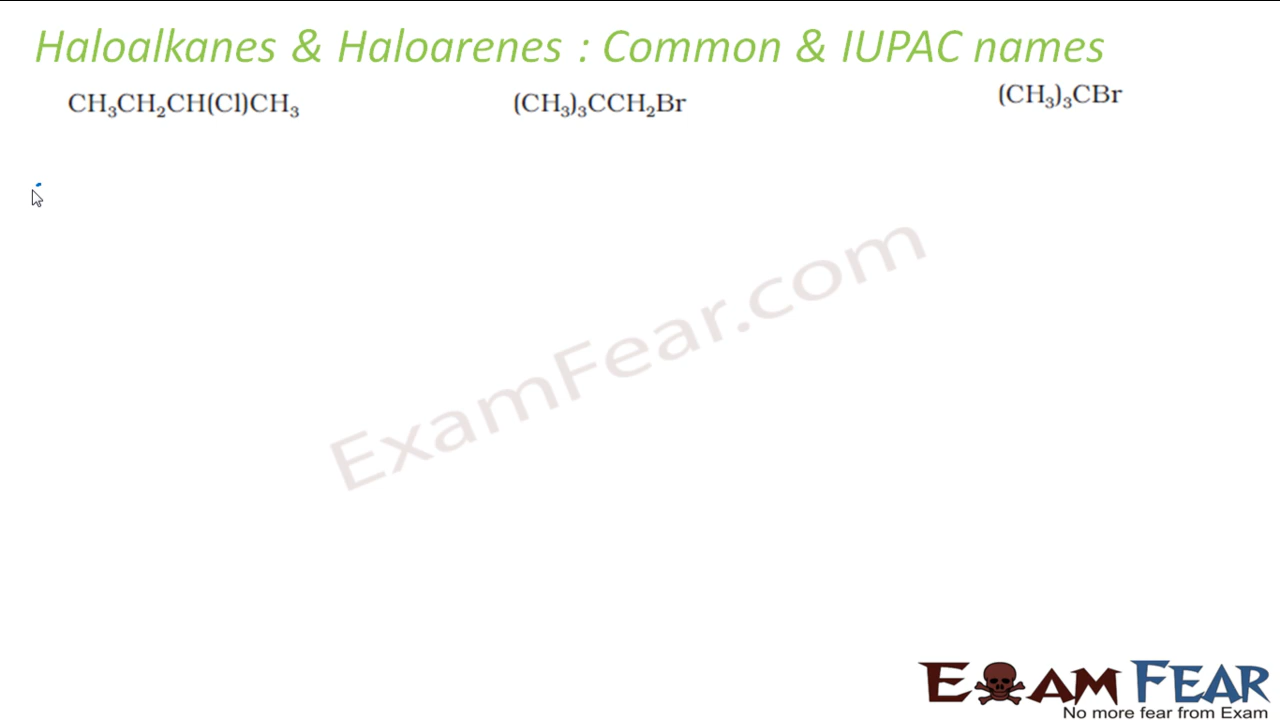 Haloalkanes & Haloarenes : Common & IUPAC names
CH₃CH₂CH(Cl)CH₃ (CH₃)₃CCH₂Br (CH₃)₃CBr
ExamFear.com
EXAM FEAR
No more fear from Exam